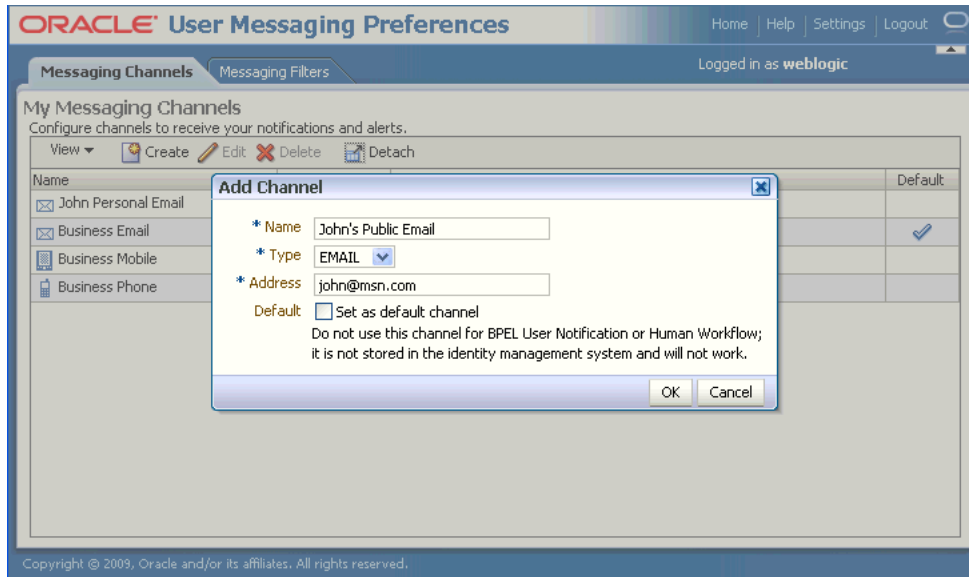 ORACLE User Messaging Preferences
Home | Help | Settings | Logout
Logged in as weblogic
Messaging Channels Messaging Filters
My Messaging Channels
Configure channels to receive your notifications and alerts.
View Create Edit Delete Detach
Name Default
John Personal Email
Business Email
Business Mobile
Business Phone
Add Channel
* Name John's Public Email
* Type EMAIL
* Address john@msn.com
Default Set as default channel
Do not use this channel for BPEL User Notification or Human Workflow;
it is not stored in the identity management system and will not work.
OK Cancel
Copyright © 2009, Oracle and/or its affiliates. All rights reserved.